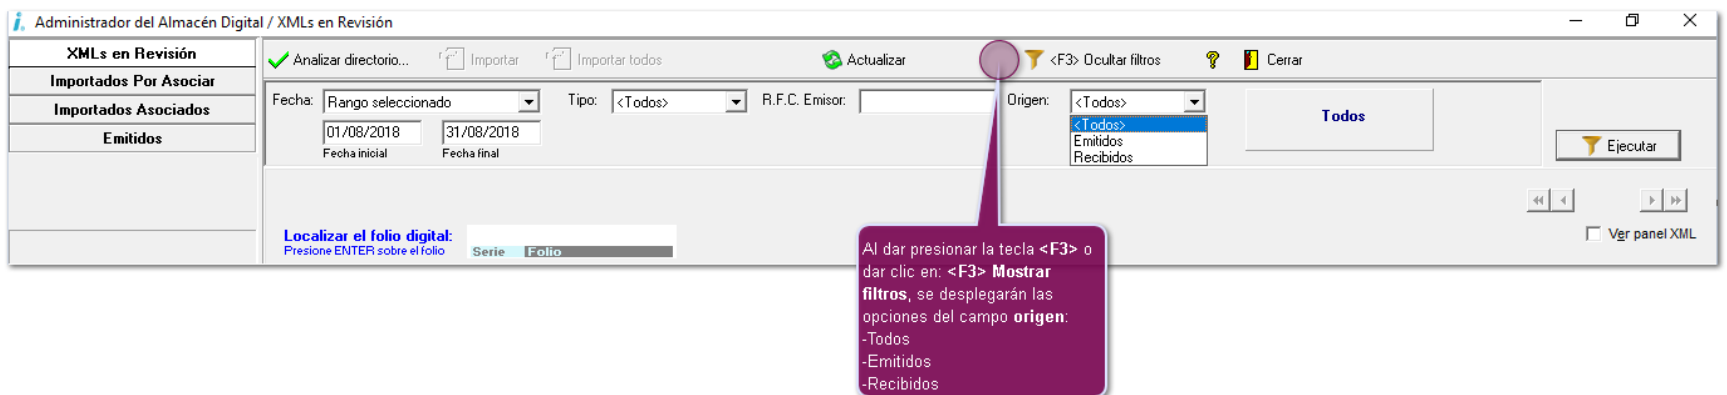 Administrador del Almacén Digital / XMLs en Revisión
XMLs en Revisión
Importados Por Asociar
Importados Asociados
Emitidos
Analizar directorio... Importar Importar todos Actualizar <F3> Ocultar filtros Cerrar
Fecha: Rango seleccionado Tipo: <Todos> R.F.C. Emisor: Origen: <Todos>
<Todos>
Emitidos
Recibidos
01/08/2018 31/08/2018
Fecha inicial Fecha final
Todos
Ejecutar
Localizar el folio digital:
Presione ENTER sobre el folio
Serie Folio
Ver panel XML
Al dar presionar la tecla <F3> o
dar clic en: <F3> Mostrar
filtros, se desplegarán las
opciones del campo origen:
-Todos
-Emitidos
-Recibidos